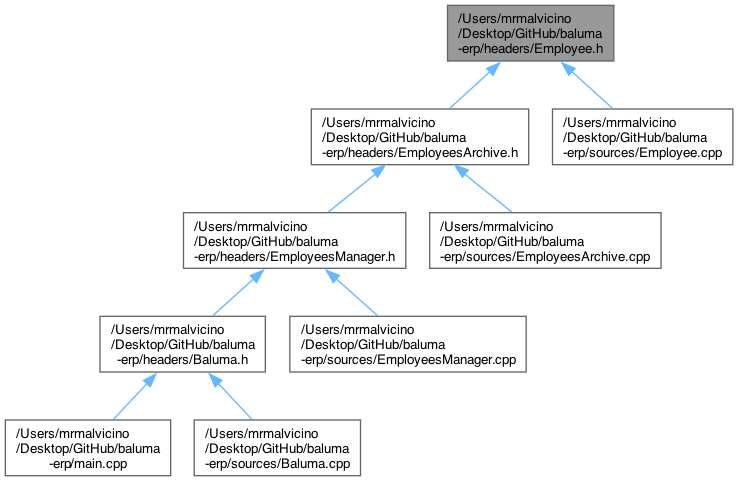 /Users/mrmalvicino
/Desktop/GitHub/baluma
-erp/headers/Employee.h
/Users/mrmalvicino
/Desktop/GitHub/baluma
-erp/headers/EmployeesArchive.h
/Users/mrmalvicino
/Desktop/GitHub/baluma
-erp/sources/Employee.cpp
/Users/mrmalvicino
/Desktop/GitHub/baluma
-erp/headers/EmployeesManager.h
/Users/mrmalvicino
/Desktop/GitHub/baluma
-erp/sources/EmployeesArchive.cpp
/Users/mrmalvicino
/Desktop/GitHub/baluma
-erp/headers/Baluma.h
/Users/mrmalvicino
/Desktop/GitHub/baluma
-erp/sources/EmployeesManager.cpp
/Users/mrmalvicino
/Desktop/GitHub/baluma
-erp/main.cpp
/Users/mrmalvicino
/Desktop/GitHub/baluma
-erp/sources/Baluma.cpp